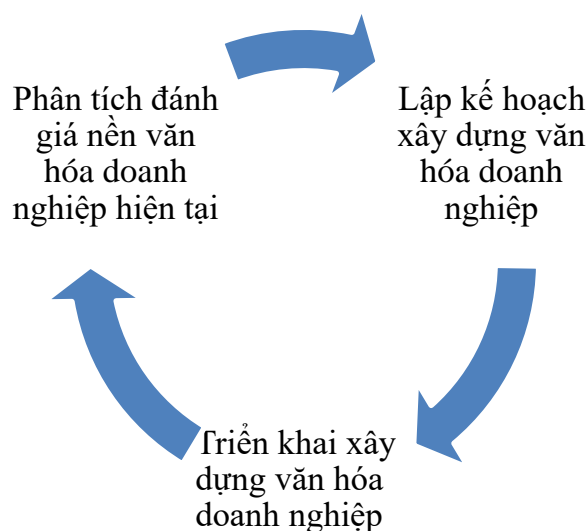 Phân tích đánh
giá nền văn
hóa doanh
nghiệp hiện tại
Lập kế hoạch
xây dựng văn
hóa doanh
nghiệp
Triển khai xây
dựng văn hóa
doanh nghiệp